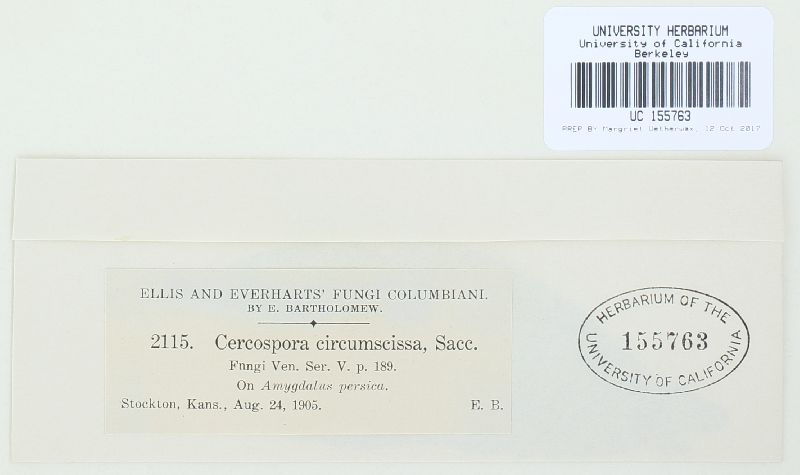 UNIVERSITY HERBARIUM
University of California
Berkeley
UC 155763
PREP BY Margriet Wetherwax, 12 Oct 2017
ELLIS AND EVERHARTS' FUNGI COLUMBIANI.
BY E. BARTHOLOMEW.
2115. Cercospora circumscissa, Sacc.
Fungi Ven. Ser. V. p. 189.
On Amygdalus persica.
Stockton, Kans., Aug. 24, 1905. E. B.
HERBARIUM OF THE
155763
UNIVERSITY OF CALIFORNIA